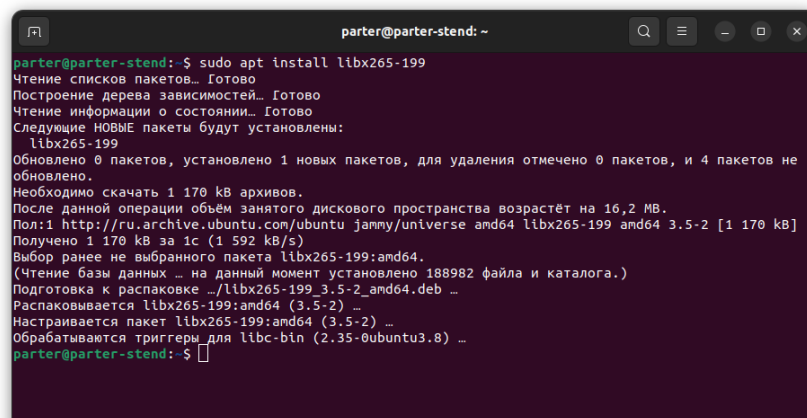 parter@parter-stend: ~
parter@parter-stend:~$ sudo apt install libx265-199
Чтение списков пакетов… Готово
Построение дерева зависимостей… Готово
Чтение информации о состоянии… Готово
Следующие НОВЫЕ пакеты будут установлены:
  libx265-199
Обновлено 0 пакетов, установлено 1 новых пакетов, для удаления отмечено 0 пакетов, и 4 пакетов не
обновлено.
Необходимо скачать 1 170 kB архивов.
После данной операции объём занятого дискового пространства возрастёт на 16,2 MB.
Пол:1 http://ru.archive.ubuntu.com/ubuntu jammy/universe amd64 libx265-199 amd64 3.5-2 [1 170 kB]
Получено 1 170 kB за 1с (1 592 kB/s)
Выбор ранее не выбранного пакета libx265-199:amd64.
(Чтение базы данных … на данный момент установлено 188982 файла и каталога.)
Подготовка к распаковке …/libx265-199_3.5-2_amd64.deb …
Распаковывается libx265-199:amd64 (3.5-2) …
Настраивается пакет libx265-199:amd64 (3.5-2) …
Обрабатываются триггеры для libc-bin (2.35-0ubuntu3.8) …
parter@parter-stend:~$